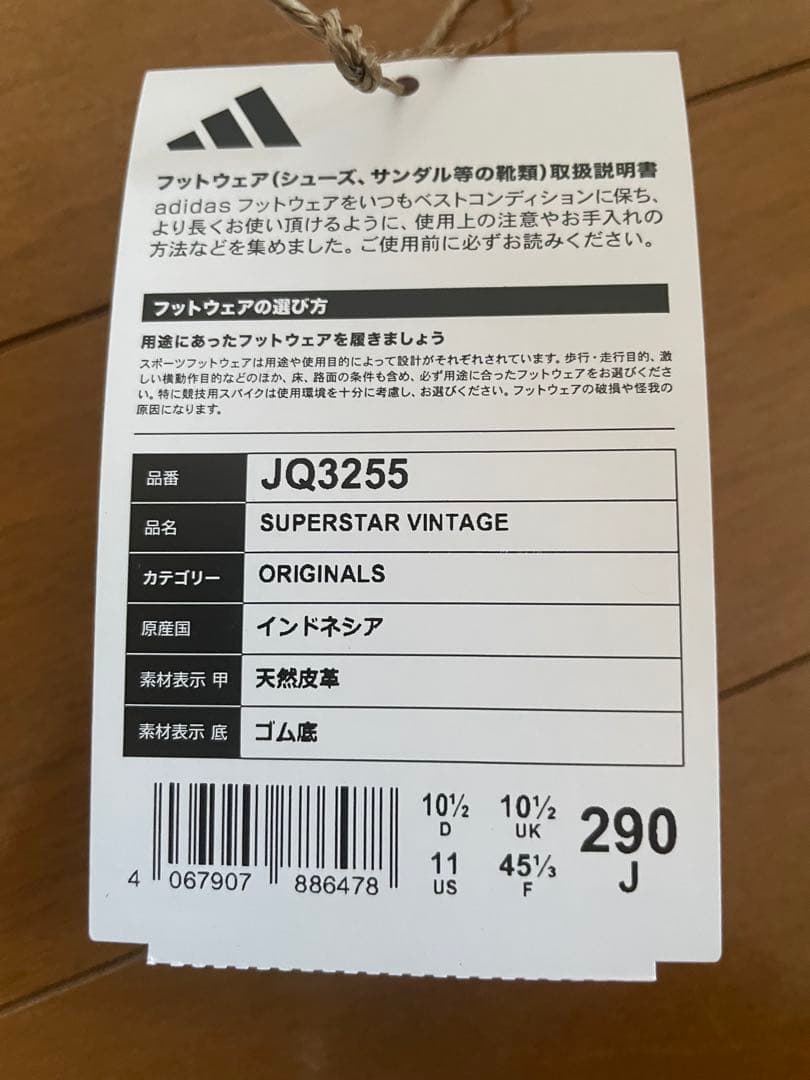 フットウェア(シューズ、サンダル等の靴類)取扱説明書
adidas フットウェアをいつもベストコンディションに保ち、
より長くお使い頂けるように、使用上の注意やお手入れの
方法などを集めました。ご使用前に必ずお読みください。
フットウェアの選び方
用途にあったフットウェアを履きましょう
スポーツフットウェアは用途や使用目的によって設計がそれぞれされています。歩行・走行目的、激
しい横動作目的などのほか、床、路面の条件も含め、必ず用途に合ったフットウェアをお選びくださ
い。特に競技用スパイクは使用環境を十分に考慮し、お選びください。フットウェアの破損や怪我の
原因になります。
品番 JQ3255
品名 SUPERSTAR VINTAGE
カテゴリー ORIGINALS
原産国 インドネシア
素材表示 甲 天然皮革
素材表示 底 ゴム底
10½ 10½ 290
D UK J
11 45⅓
US F
4 067907 886478